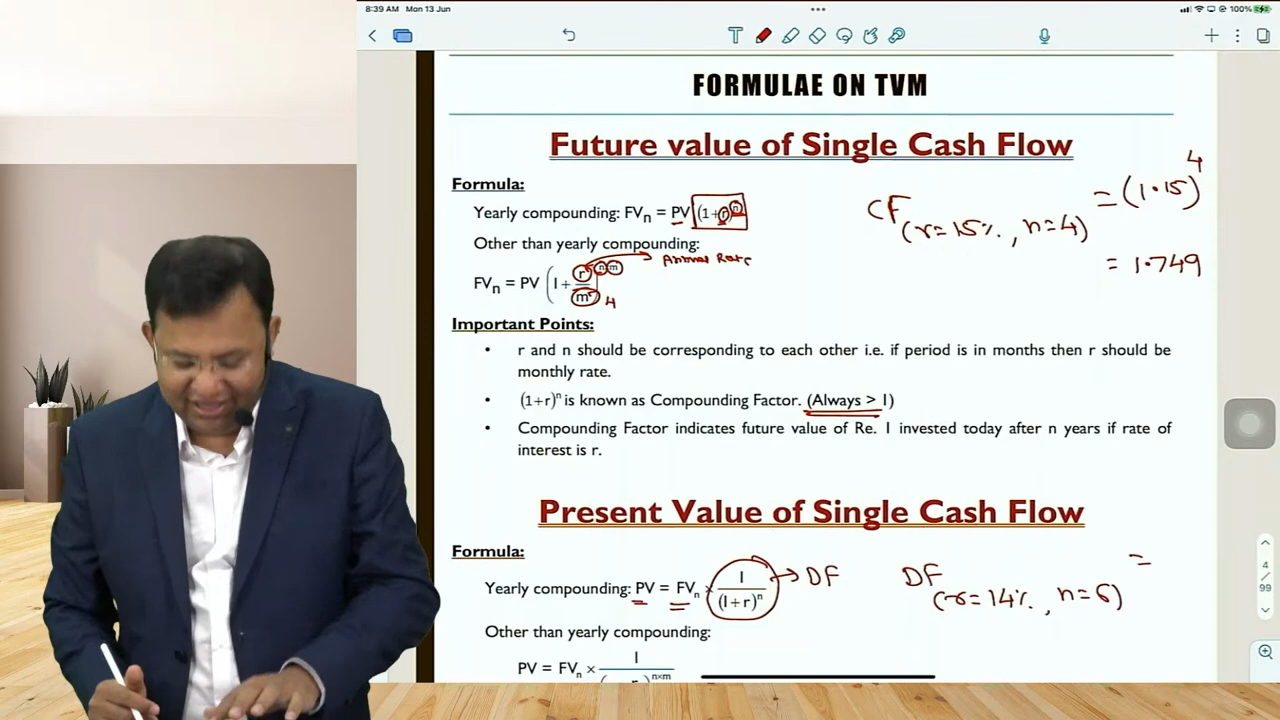 8:39 AM Mon 13 Jun
100%
FORMULAE ON TVM
Future value of Single Cash Flow
Formula:
Yearly compounding: FVn = PV (1+r)^n
CF(r=15%, n=4) = (1.15)^4
= 1.749
Other than yearly compounding:
Annual Rate
FVn = PV (1+ r/m)^nm
4
Important Points:
• r and n should be corresponding to each other i.e. if period is in months then r should be
monthly rate.
• (1+r)^n is known as Compounding Factor. (Always > 1)
• Compounding Factor indicates future value of Re. 1 invested today after n years if rate of
interest is r.
Present Value of Single Cash Flow
Formula:
Yearly compounding: PV = FVn × 1/(1+r)^n → DF
DF(r=14%, n=6) =
Other than yearly compounding:
PV = FVn × 1
n×m
4
99